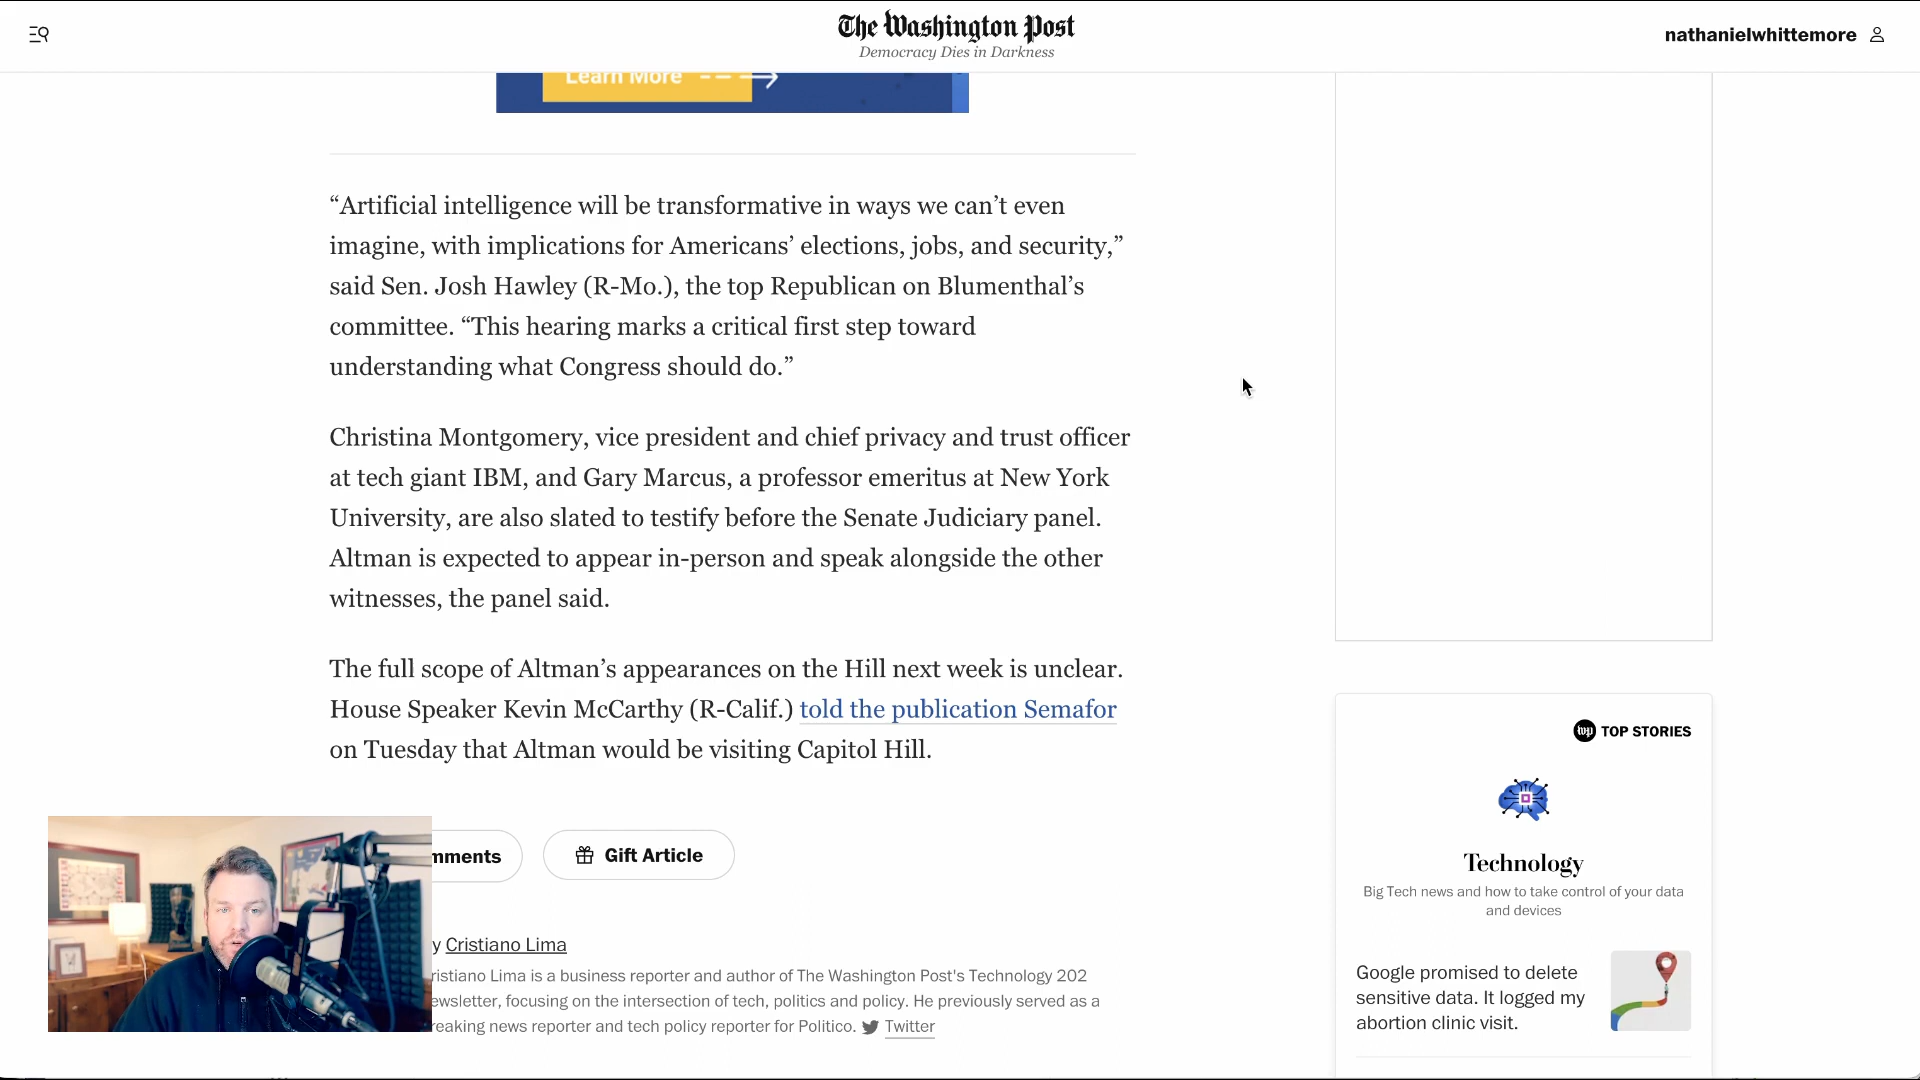 The Washington Post
Democracy Dies in Darkness
nathanielwhittemore
Learn More
“Artificial intelligence will be transformative in ways we can’t even
imagine, with implications for Americans’ elections, jobs, and security,”
said Sen. Josh Hawley (R-Mo.), the top Republican on Blumenthal’s
committee. “This hearing marks a critical first step toward
understanding what Congress should do.”
Christina Montgomery, vice president and chief privacy and trust officer
at tech giant IBM, and Gary Marcus, a professor emeritus at New York
University, are also slated to testify before the Senate Judiciary panel.
Altman is expected to appear in-person and speak alongside the other
witnesses, the panel said.
The full scope of Altman’s appearances on the Hill next week is unclear.
House Speaker Kevin McCarthy (R-Calif.) told the publication Semafor
on Tuesday that Altman would be visiting Capitol Hill.
mments
Gift Article
y Cristiano Lima
ristiano Lima is a business reporter and author of The Washington Post's Technology 202
ewsletter, focusing on the intersection of tech, politics and policy. He previously served as a
reaking news reporter and tech policy reporter for Politico. Twitter
wp TOP STORIES
Technology
Big Tech news and how to take control of your data
and devices
Google promised to delete
sensitive data. It logged my
abortion clinic visit.